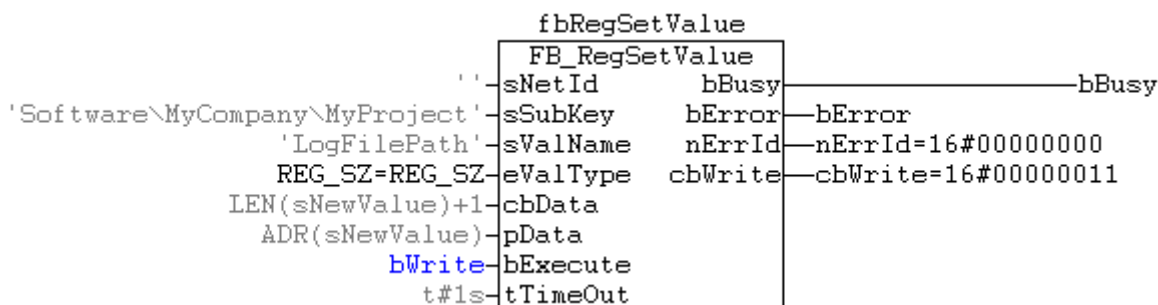 fbRegSetValue
FB_RegSetValue
''-sNetId bBusy bBusy
'Software\MyCompany\MyProject'-sSubKey bError bError
'LogFilePath'-sValName nErrId nErrId=16#00000000
REG_SZ=REG_SZ-eValType cbWrite cbWrite=16#00000011
LEN(sNewValue)+1-cbData
ADR(sNewValue)-pData
bWrite-bExecute
t#1s-tTimeOut